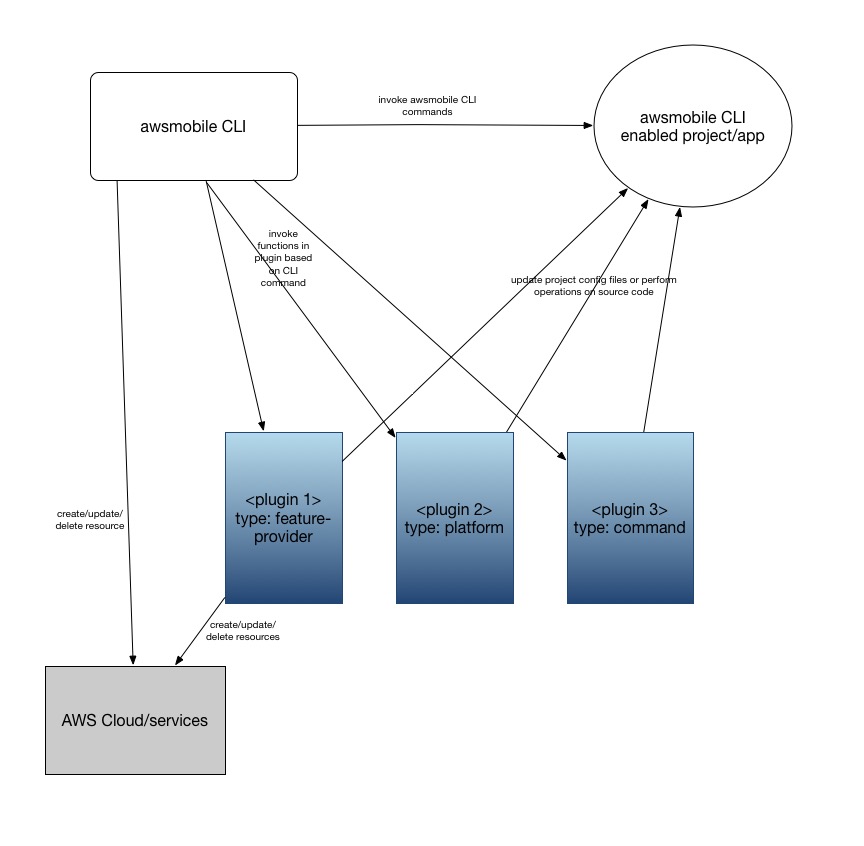 awsmobile CLI
invoke awsmobile CLI
commands
awsmobile CLI
enabled project/app
invoke
functions in
plugin based
on CLI
command
update project config files or perform
operations on source code
<plugin 1>
type: feature-
provider
<plugin 2>
type: platform
<plugin 3>
type: command
create/update/
delete resource
create/update/
delete resources
AWS Cloud/services